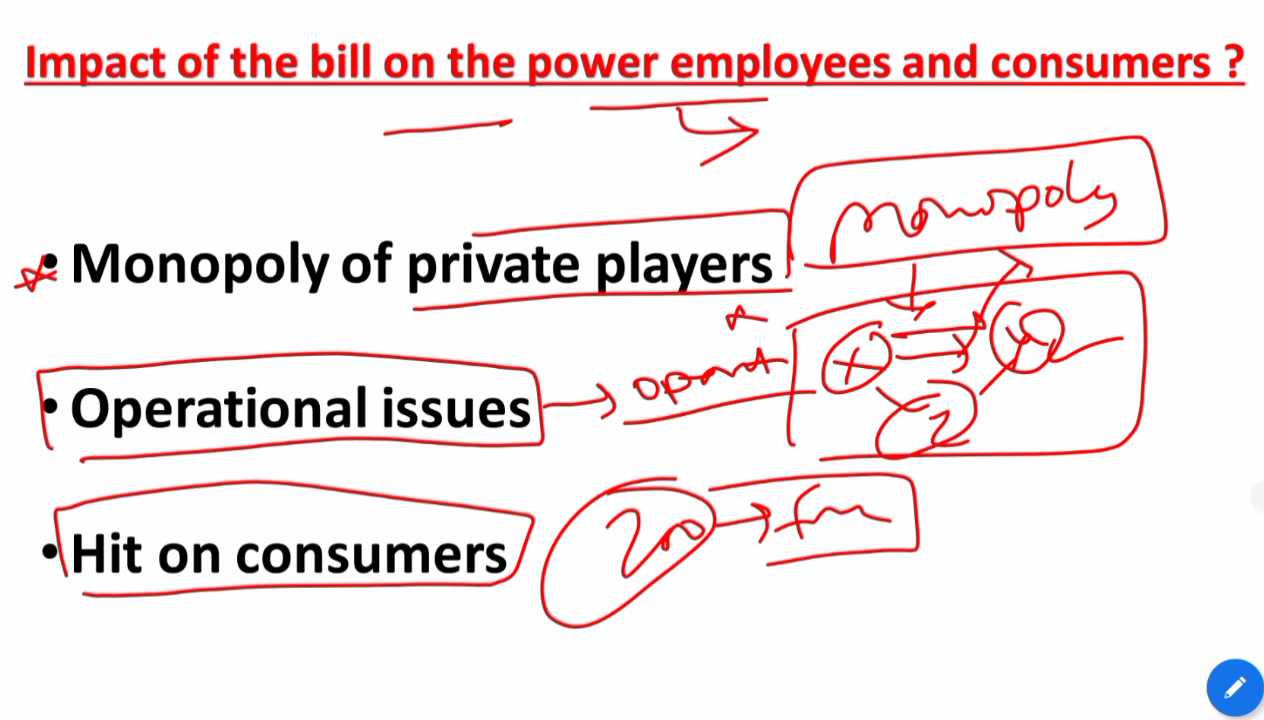 Impact of the bill on the power employees and consumers ?
monopoly
• Monopoly of private players
• Operational issues
x
y
2
• Hit on consumers
200